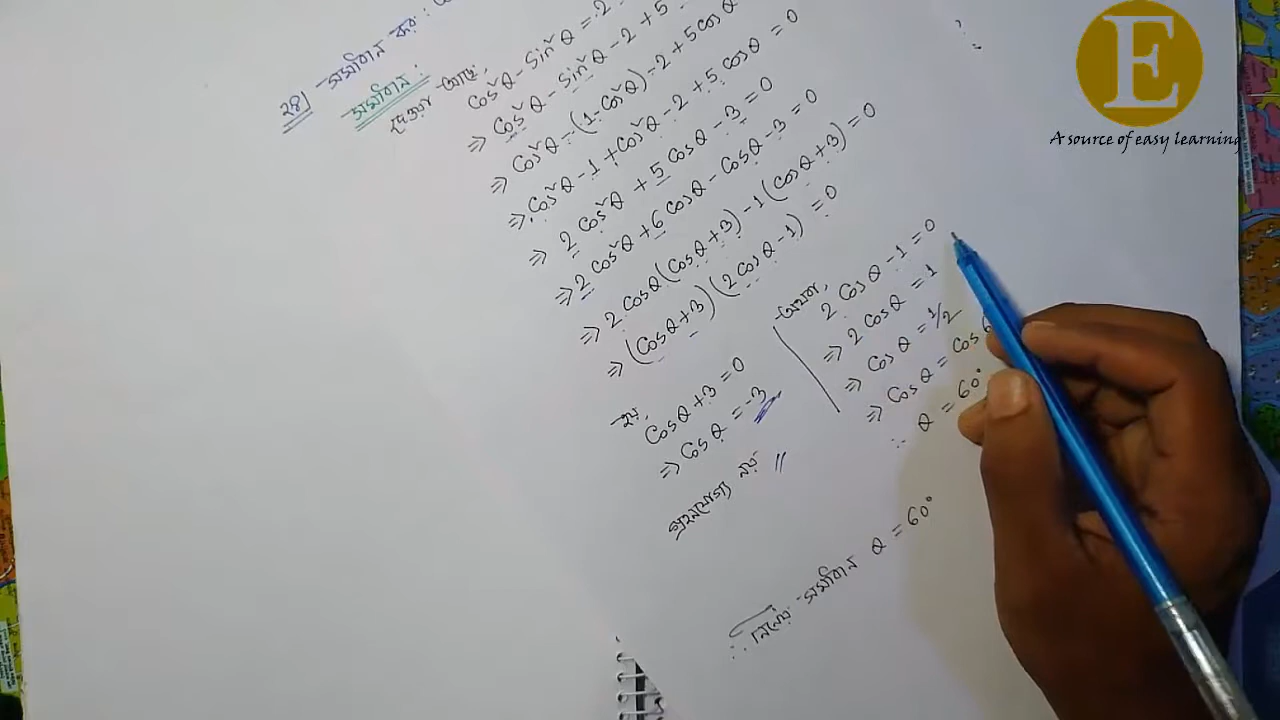 ২৪| সমাধান কর:
সমাধান:
দেওয়া আছে,
Cos²θ - Sin²θ = 2
⇒ Cos²θ - Sin²θ - 2 + 5
⇒ Cos²θ - (1 - Cos²θ) - 2 + 5 Cos θ
⇒ Cos²θ - 1 + Cos²θ - 2 + 5 Cos θ = 0
⇒ 2 Cos²θ + 5 Cos θ - 3 = 0
⇒ 2 Cos²θ + 6 Cos θ - Cos θ - 3 = 0
⇒ 2 Cos θ (Cos θ + 3) - 1 (Cos θ + 3) = 0
⇒ (Cos θ + 3) (2 Cos θ - 1) = 0
হয়,
Cos θ + 3 = 0
⇒ Cos θ = -3
গ্রহনযোগ্য নয়
অথবা,
2 Cos θ - 1 = 0
⇒ 2 Cos θ = 1
⇒ Cos θ = 1/2
⇒ Cos θ = Cos 6
∴ θ = 60°
∴ নির্ণেয় সমাধান θ = 60°
E
A source of easy learning